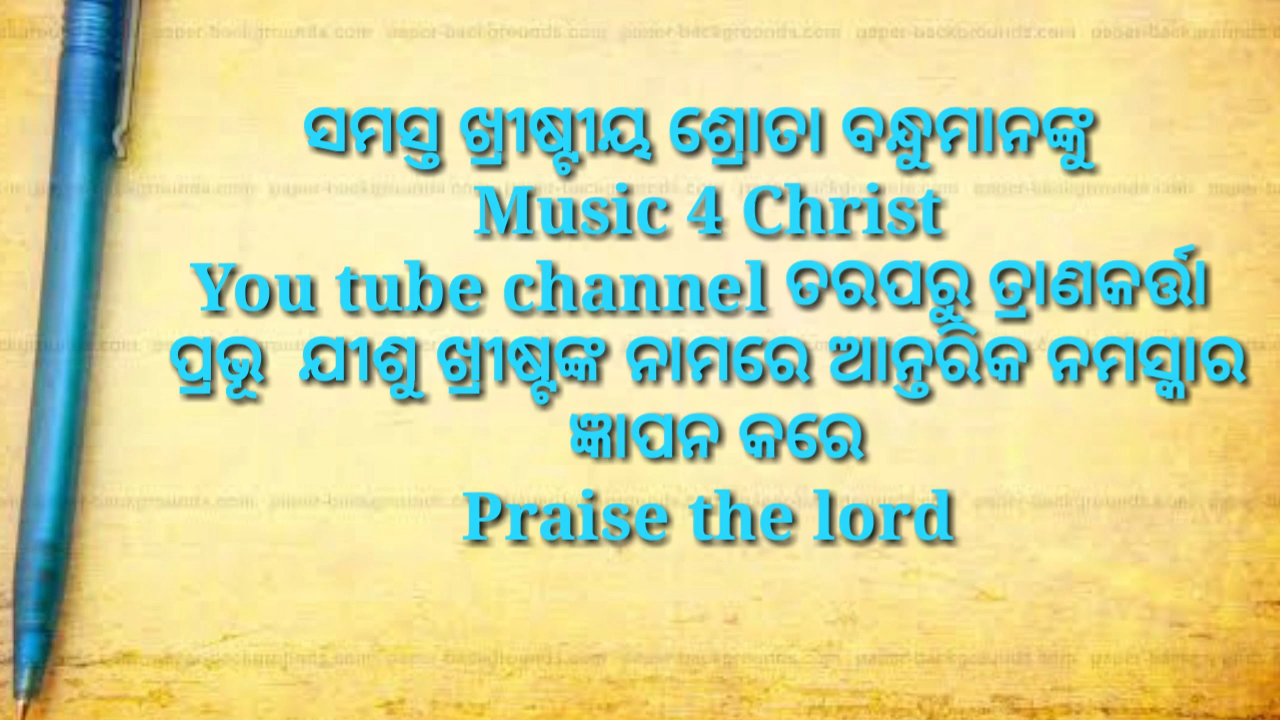 ସମସ୍ତ ଖ୍ରୀଷ୍ଟୀୟ ଶ୍ରୋତା ବନ୍ଧୁମାନଙ୍କୁ
Music 4 Christ
You tube channel ତରପରୁ ତ୍ରାଣକର୍ତ୍ତା
ପ୍ରଭୂ ଯୀଶୁ ଖ୍ରୀଷ୍ଟଙ୍କ ନାମରେ ଆନ୍ତରିକ ନମସ୍କାର
ଜ୍ଞାପନ କରେ
Praise the lord